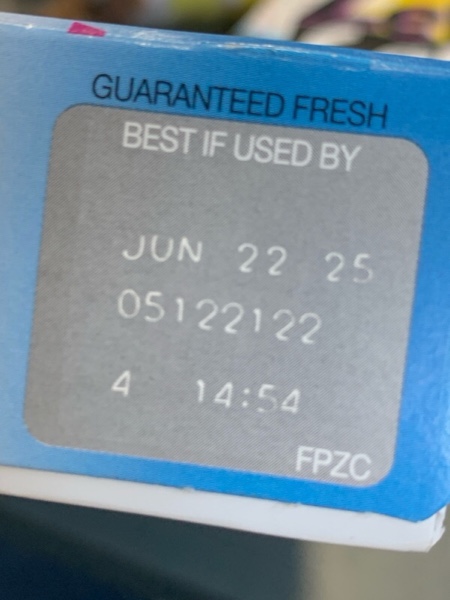 GUARANTEED FRESH
BEST IF USED BY
JUN 22 25
05122122
4 14:54
FPZC